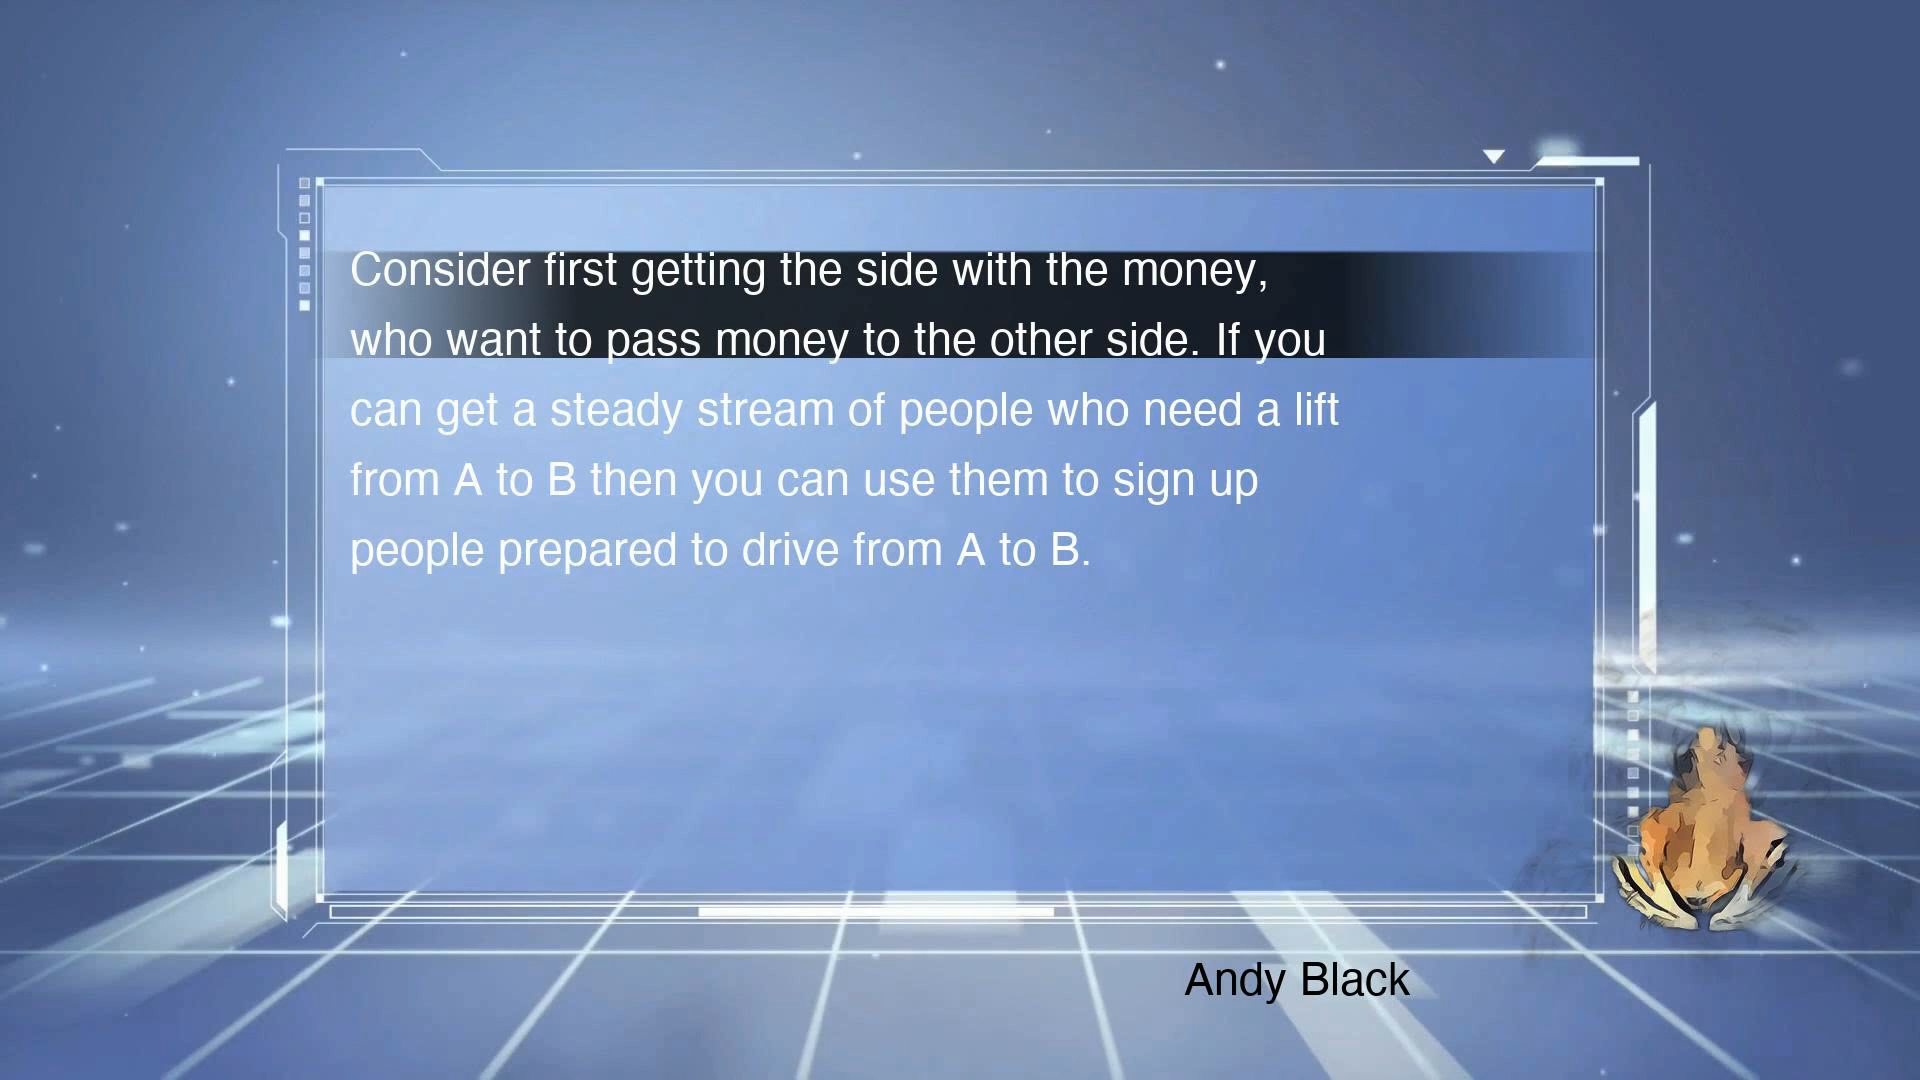 Consider first getting the side with the money,
who want to pass money to the other side. If you
can get a steady stream of people who need a lift
from A to B then you can use them to sign up
people prepared to drive from A to B.
Andy Black